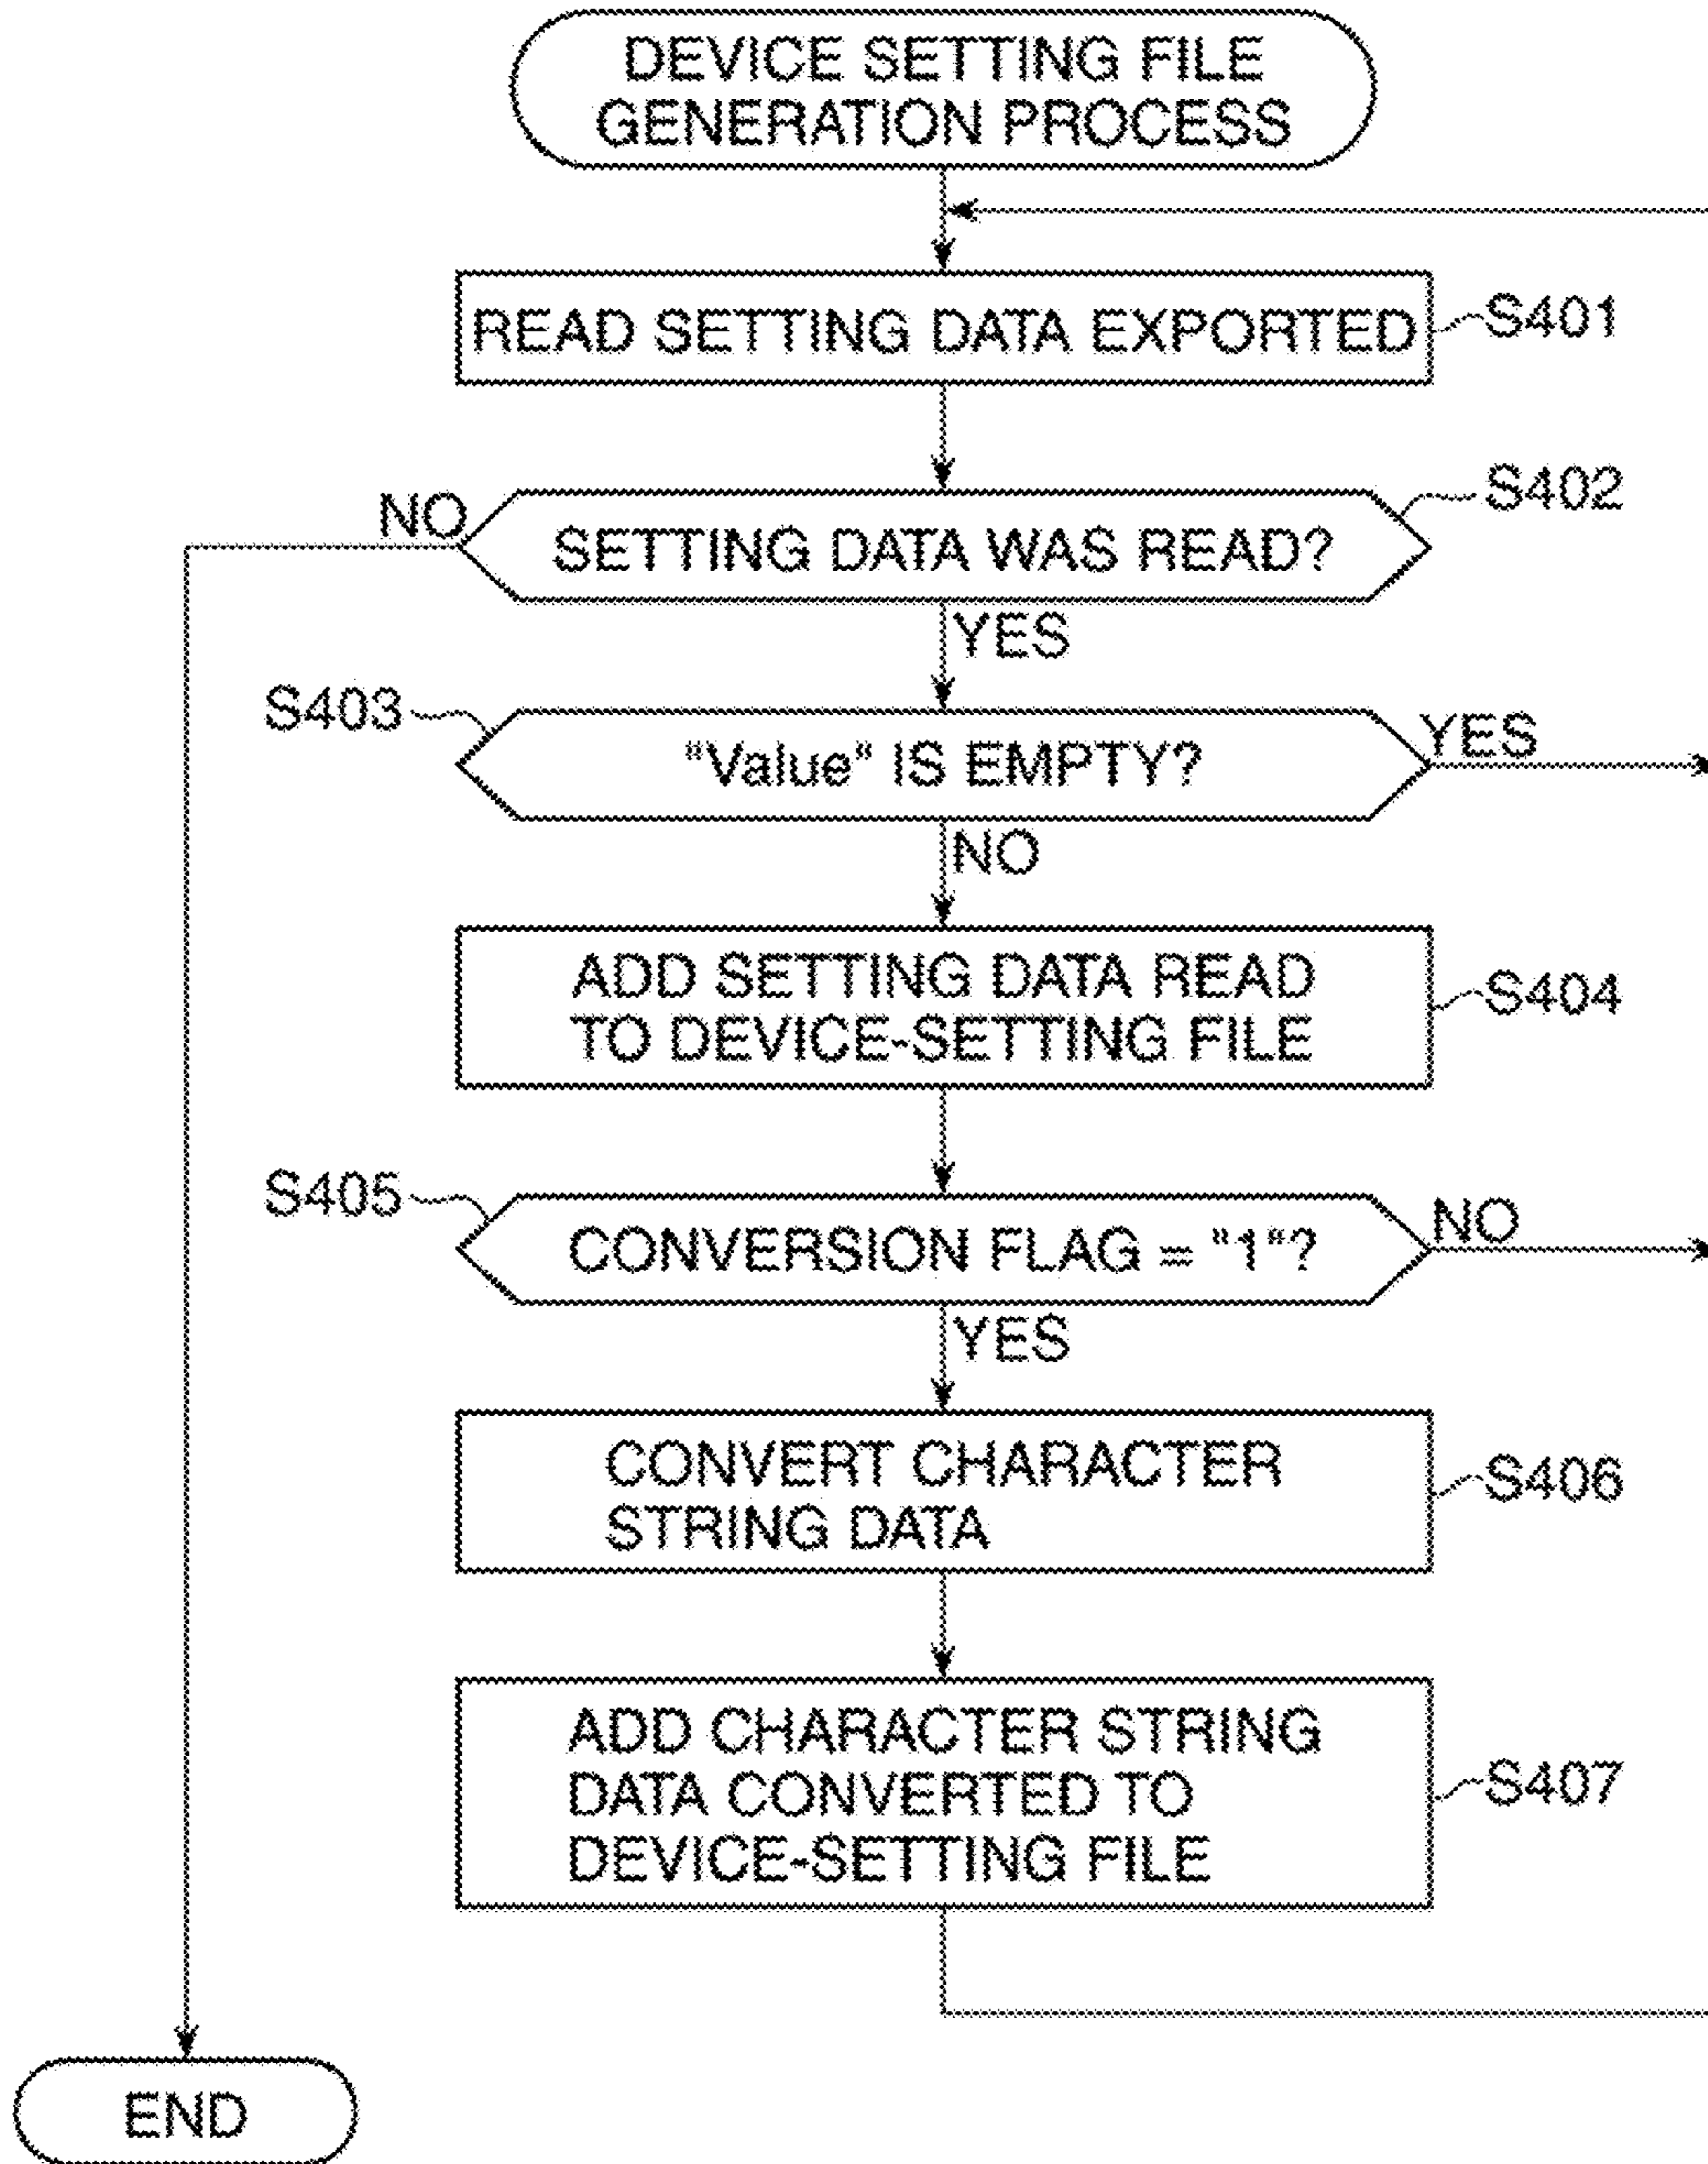 DEVICE SETTING FILE
GENERATION PROCESS
READ SETTING DATA EXPORTED
S401
S402
NO
SETTING DATA WAS READ?
YES
S403
"Value" IS EMPTY?
YES
NO
ADD SETTING DATA READ
TO DEVICE-SETTING FILE
S404
S405
CONVERSION FLAG = "1"?
NO
YES
CONVERT CHARACTER
STRING DATA
S406
ADD CHARACTER STRING
DATA CONVERTED TO
DEVICE-SETTING FILE
S407
END